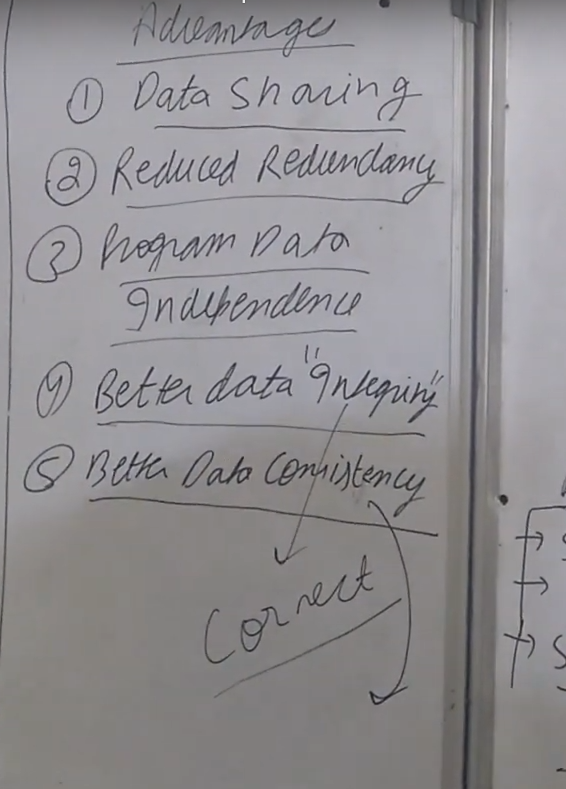 Advantages
① Data Sharing
② Reduced Redundancy
③ Program Data
Independence
④ Better data "Integrity"
⑤ Better Data Consistency
Correct